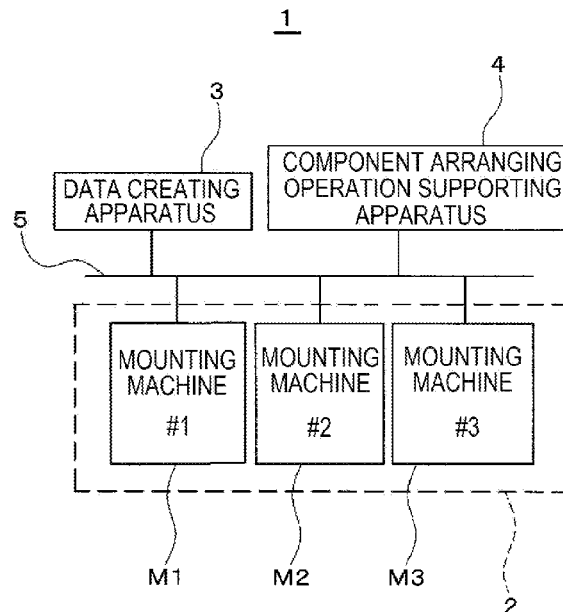 1
3
4
DATA CREATING
APPARATUS
COMPONENT ARRANGING
OPERATION SUPPORTING
APPARATUS
5
MOUNTING
MACHINE
#1
MOUNTING
MACHINE
#2
MOUNTING
MACHINE
#3
M1
M2
M3
2